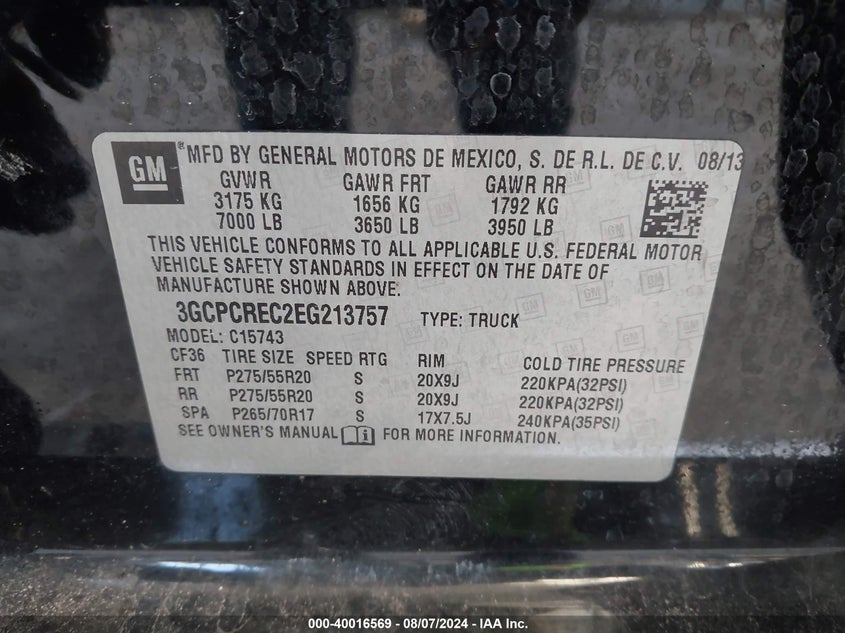 GM
® MFD BY GENERAL MOTORS DE MEXICO, S. DE R.L. DE C.V. 08/13
GVWR GAWR FRT GAWR RR
3175 KG 1656 KG 1792 KG
7000 LB 3650 LB 3950 LB
THIS VEHICLE CONFORMS TO ALL APPLICABLE U.S. FEDERAL MOTOR
VEHICLE SAFETY STANDARDS IN EFFECT ON THE DATE OF
MANUFACTURE SHOWN ABOVE.
3GCPCREC2EG213757 TYPE: TRUCK
MODEL: C15743
CF36 TIRE SIZE SPEED RTG RIM COLD TIRE PRESSURE
FRT P275/55R20 S 20X9J 220KPA(32PSI)
RR P275/55R20 S 20X9J 220KPA(32PSI)
SPA P265/70R17 S 17X7.5J 240KPA(35PSI)
SEE OWNER'S MANUAL FOR MORE INFORMATION.
000-40016569 — 08/07/2024 — IAA Inc.